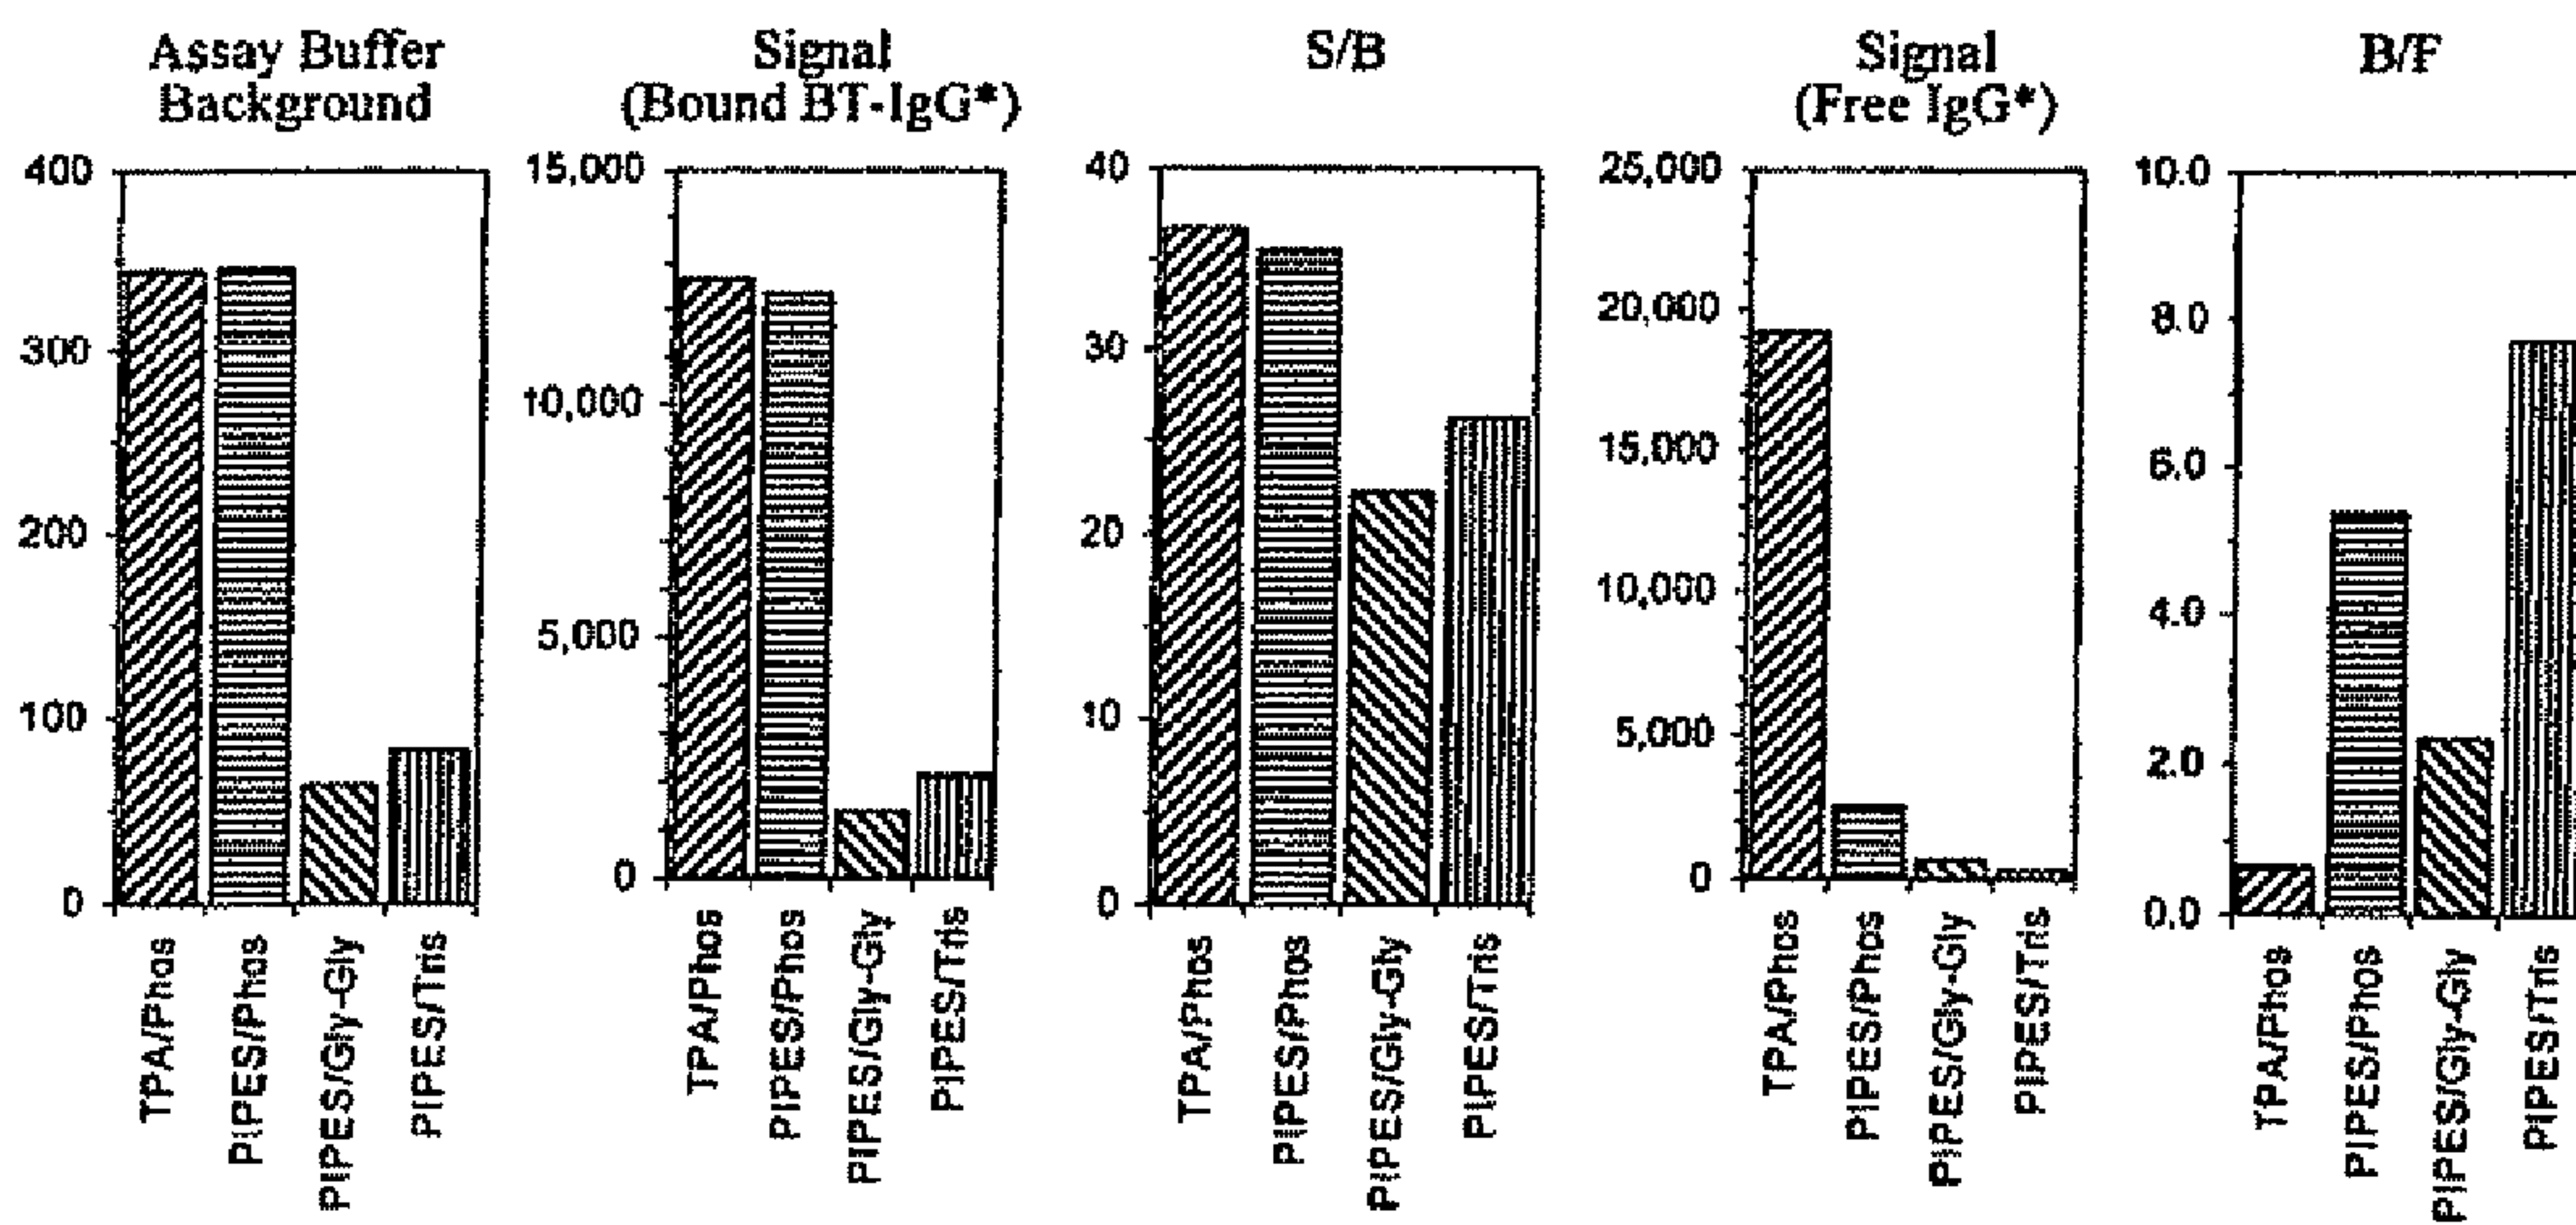 Assay Buffer
Background
400
300
200
100
0
TPA/Phos
PIPES/Phos
PIPES/Gly-Gly
PIPES/Tris
Signal
(Bound BT-IgG*)
15,000
10,000
5,000
0
TPA/Phos
PIPES/Phos
PIPES/Gly-Gly
PIPES/Tris
S/B
40
30
20
10
0
TPA/Phos
PIPES/Phos
PIPES/Gly-Gly
PIPES/Tris
Signal
(Free IgG*)
25,000
20,000
15,000
10,000
5,000
0
TPA/Phos
PIPES/Phos
PIPES/Gly-Gly
PIPES/Tris
B/F
10.0
8.0
6.0
4.0
2.0
0.0
TPA/Phos
PIPES/Phos
PIPES/Gly-Gly
PIPES/Tris